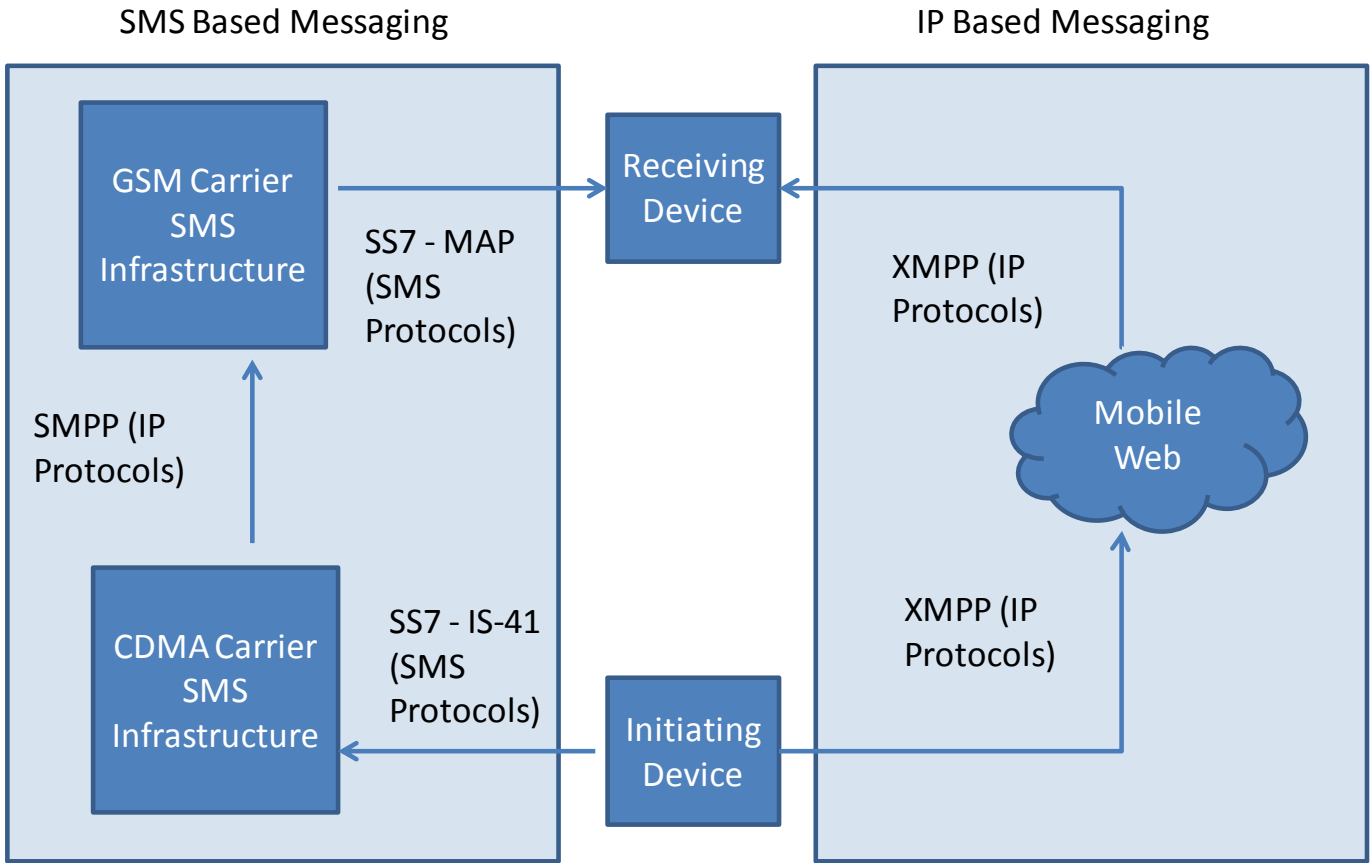 SMS Based Messaging
IP Based Messaging
GSM Carrier
SMS
Infrastructure
SS7 - MAP
(SMS
Protocols)
Receiving
Device
XMPP (IP
Protocols)
Mobile
Web
SMPP (IP
Protocols)
CDMA Carrier
SMS
Infrastructure
SS7 - IS-41
(SMS
Protocols)
Initiating
Device
XMPP (IP
Protocols)